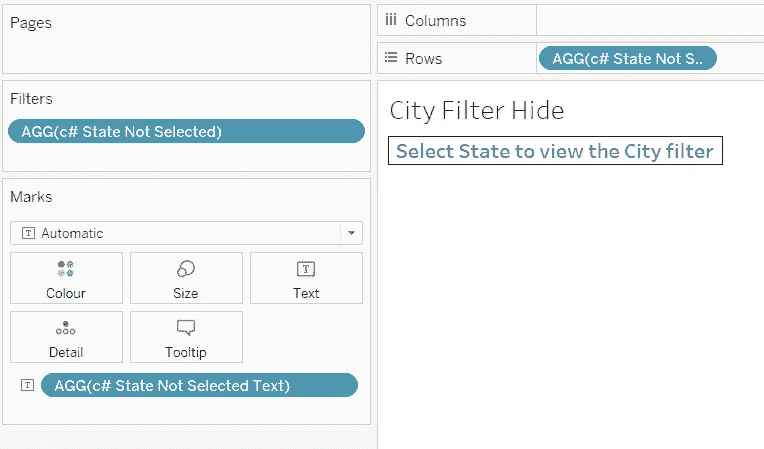 Pages
Columns
Rows
AGG(c# State Not S..
Filters
AGG(c# State Not Selected)
City Filter Hide
Select State to view the City filter
Marks
T Automatic
Colour
Size
T
Text
Detail
Tooltip
T AGG(c# State Not Selected Text)